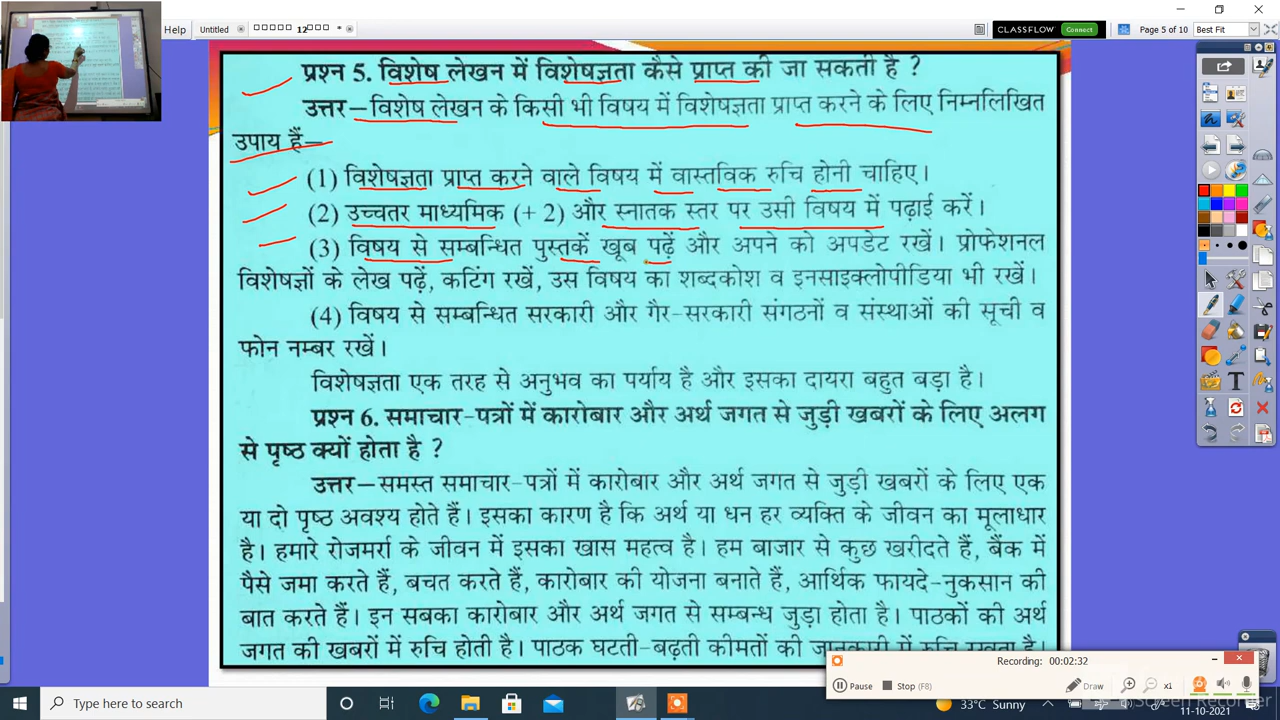 Help
Untitled
12
*
CLASSFLOW
Connect
Page 5 of 10
Best Fit
प्रश्न 5. विशेष लेखन में विशेषज्ञता कैसे प्राप्त की जा सकती है ?
उत्तर–विशेष लेखन के किसी भी विषय में विशेषज्ञता प्राप्त करने के लिए निम्नलिखित
उपाय हैं–
(1) विशेषज्ञता प्राप्त करने वाले विषय में वास्तविक रुचि होनी चाहिए।
(2) उच्चतर माध्यमिक (+ 2) और स्नातक स्तर पर उसी विषय में पढ़ाई करें।
(3) विषय से सम्बन्धित पुस्तकें खूब पढ़ें और अपने को अपडेट रखें। प्रोफेशनल
विशेषज्ञों के लेख पढ़ें, कटिंग रखें, उस विषय का शब्दकोश व इनसाइक्लोपीडिया भी रखें।
(4) विषय से सम्बन्धित सरकारी और गैर-सरकारी संगठनों व संस्थाओं की सूची व
फोन नम्बर रखें।
विशेषज्ञता एक तरह से अनुभव का पर्याय है और इसका दायरा बहुत बड़ा है।
प्रश्न 6. समाचार-पत्रों में कारोबार और अर्थ जगत से जुड़ी खबरों के लिए अलग
से पृष्ठ क्यों होता है ?
उत्तर–समस्त समाचार-पत्रों में कारोबार और अर्थ जगत से जुड़ी खबरों के लिए एक
या दो पृष्ठ अवश्य होते हैं। इसका कारण है कि अर्थ या धन हर व्यक्ति के जीवन का मूलाधार
है। हमारे रोजमर्रा के जीवन में इसका खास महत्व है। हम बाजार से कुछ खरीदते हैं, बैंक में
पैसे जमा करते हैं, बचत करते हैं, कारोबार की योजना बनाते हैं, आर्थिक फायदे-नुकसान की
बात करते हैं। इन सबका कारोबार और अर्थ जगत से सम्बन्ध जुड़ा होता है। पाठकों की अर्थ
जगत की खबरों में रुचि होती है। पाठक घटती-बढ़ती कीमतों की जानकारी में रुचि रखता है।
Recording: 00:02:32
Pause
Stop (F8)
Draw
x1
Screen Recorder
Type here to search
33°C Sunny
11-10-2021